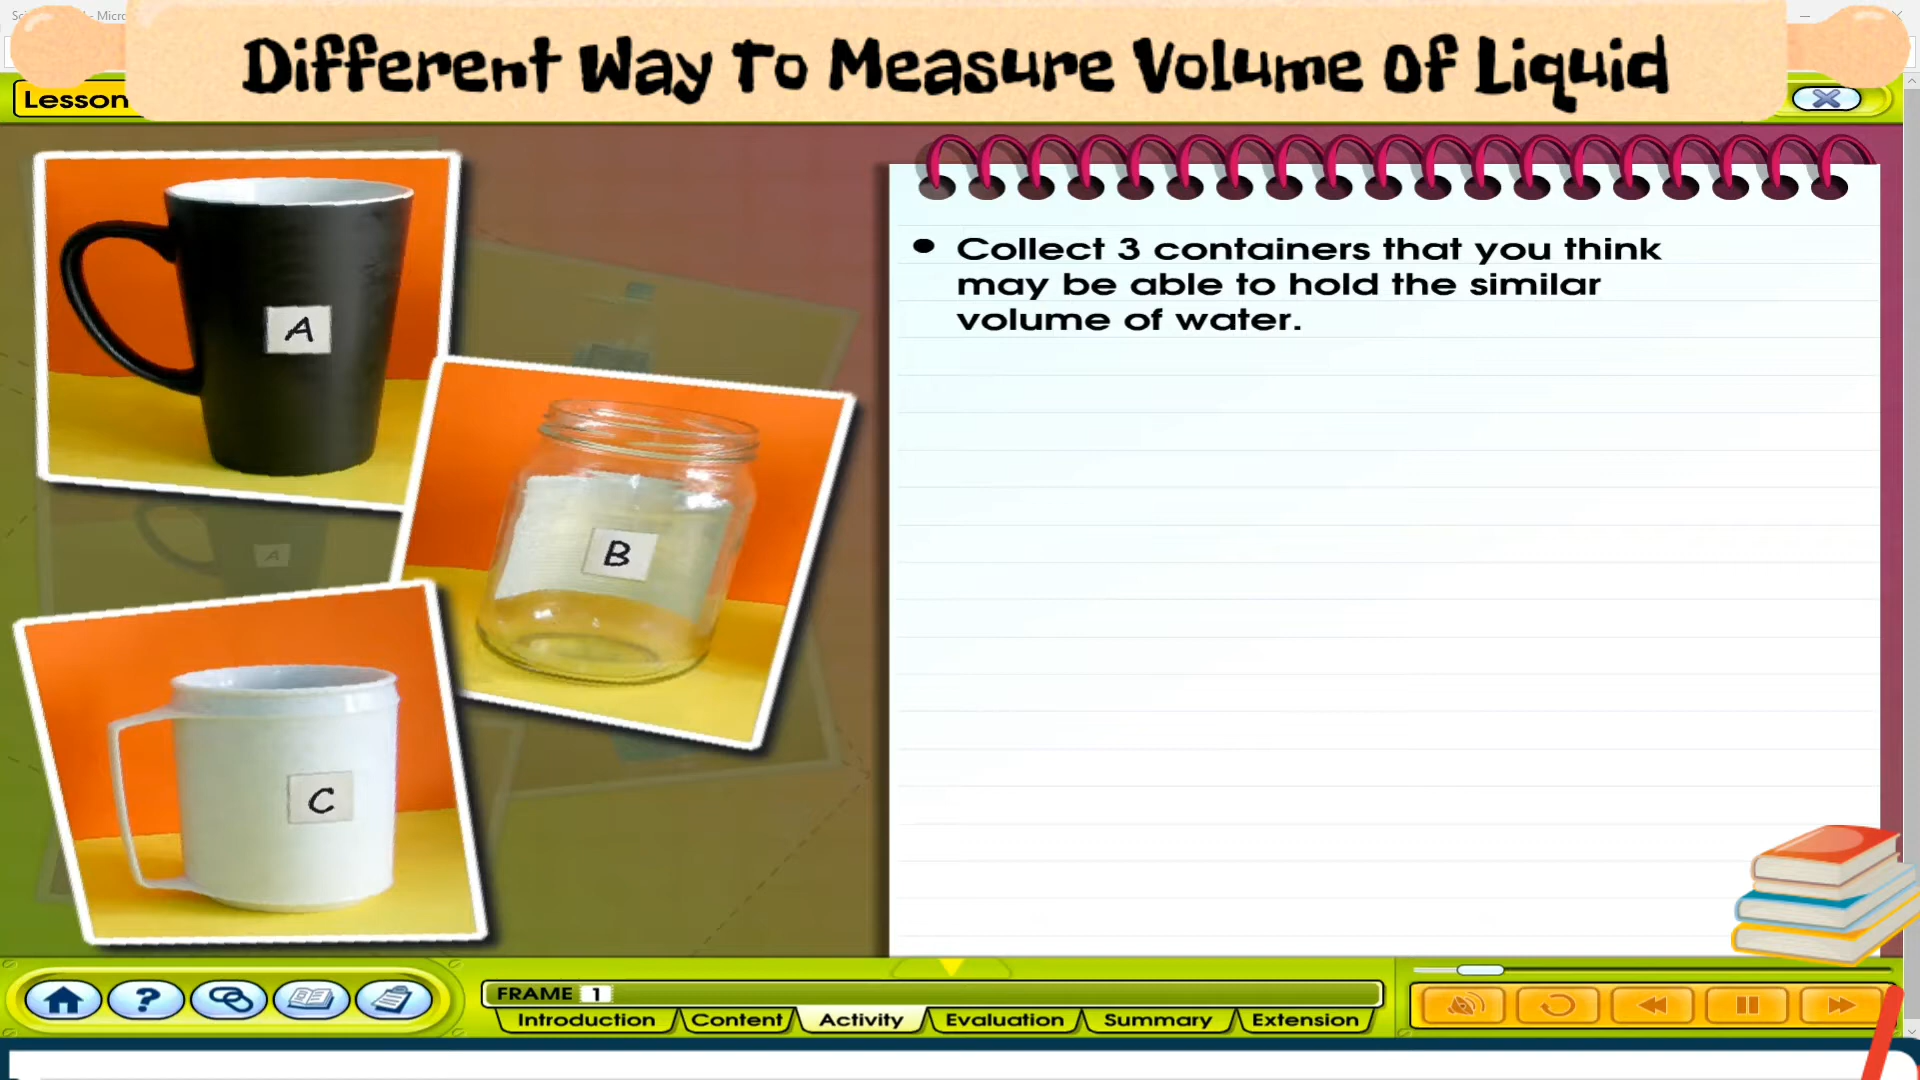 Different Way To Measure Volume Of Liquid
Lesson
A
B
C
A
• Collect 3 containers that you think
may be able to hold the similar
volume of water.
FRAME 1
Introduction Content Activity Evaluation Summary Extension